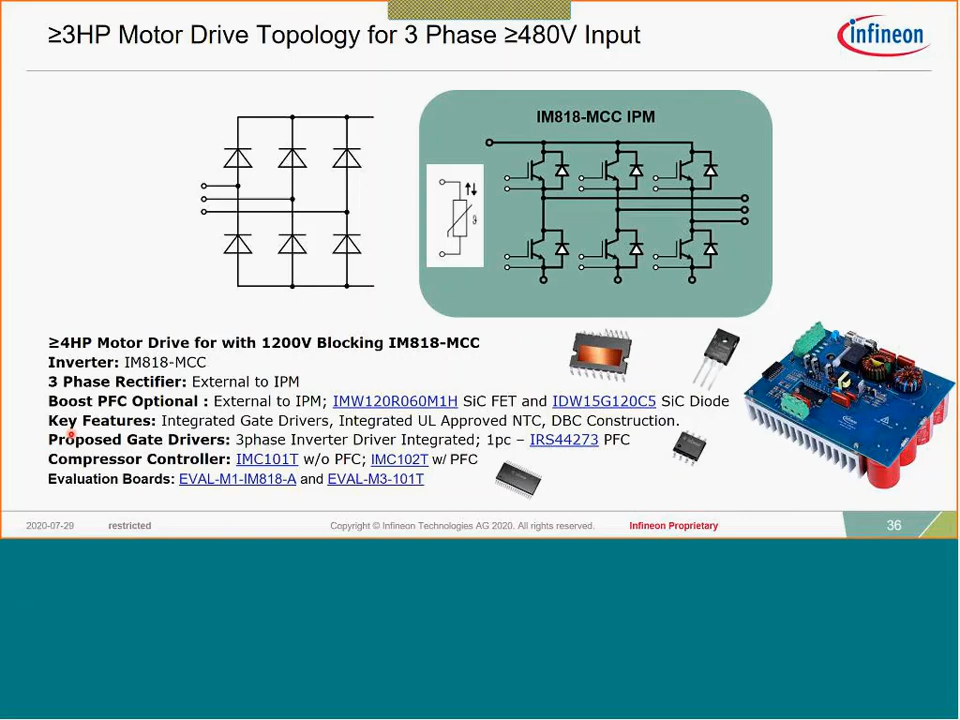 ≥3HP Motor Drive Topology for 3 Phase ≥480V Input
infineon
IM818-MCC IPM
≥4HP Motor Drive for with 1200V Blocking IM818-MCC
Inverter: IM818-MCC
3 Phase Rectifier: External to IPM
Boost PFC Optional : External to IPM; IMW120R060M1H SiC FET and IDW15G120C5 SiC Diode
Key Features: Integrated Gate Drivers, Integrated UL Approved NTC, DBC Construction.
Proposed Gate Drivers: 3phase Inverter Driver Integrated; 1pc – IRS44273 PFC
Compressor Controller: IMC101T w/o PFC; IMC102T w/ PFC
Evaluation Boards: EVAL-M1-IM818-A and EVAL-M3-101T
2020-07-29 restricted Copyright © Infineon Technologies AG 2020. All rights reserved. Infineon Proprietary 36